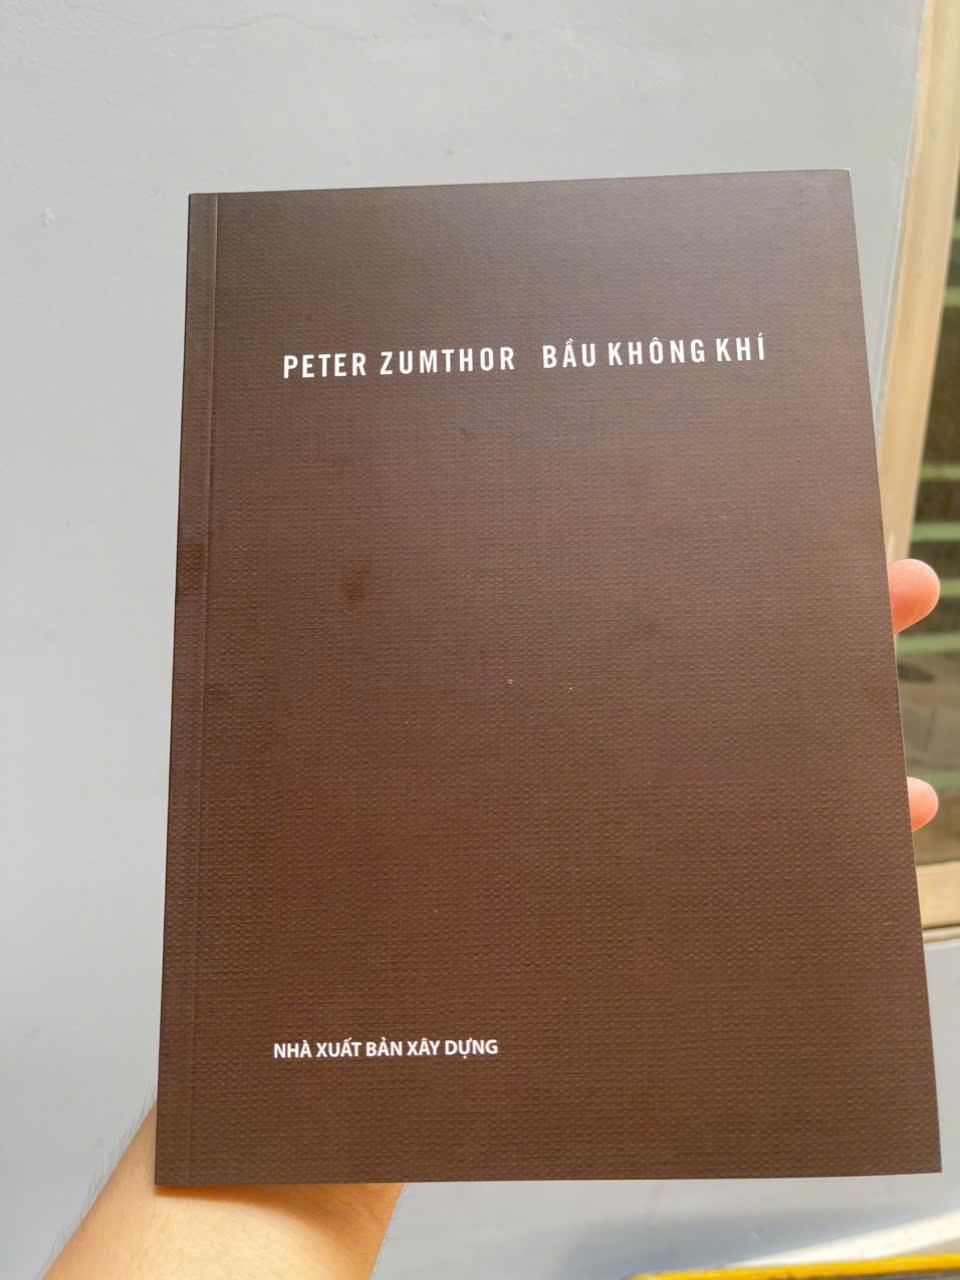 PETER ZUMTHOR BẦU KHÔNG KHÍ
NHÀ XUẤT BẢN XÂY DỰNG